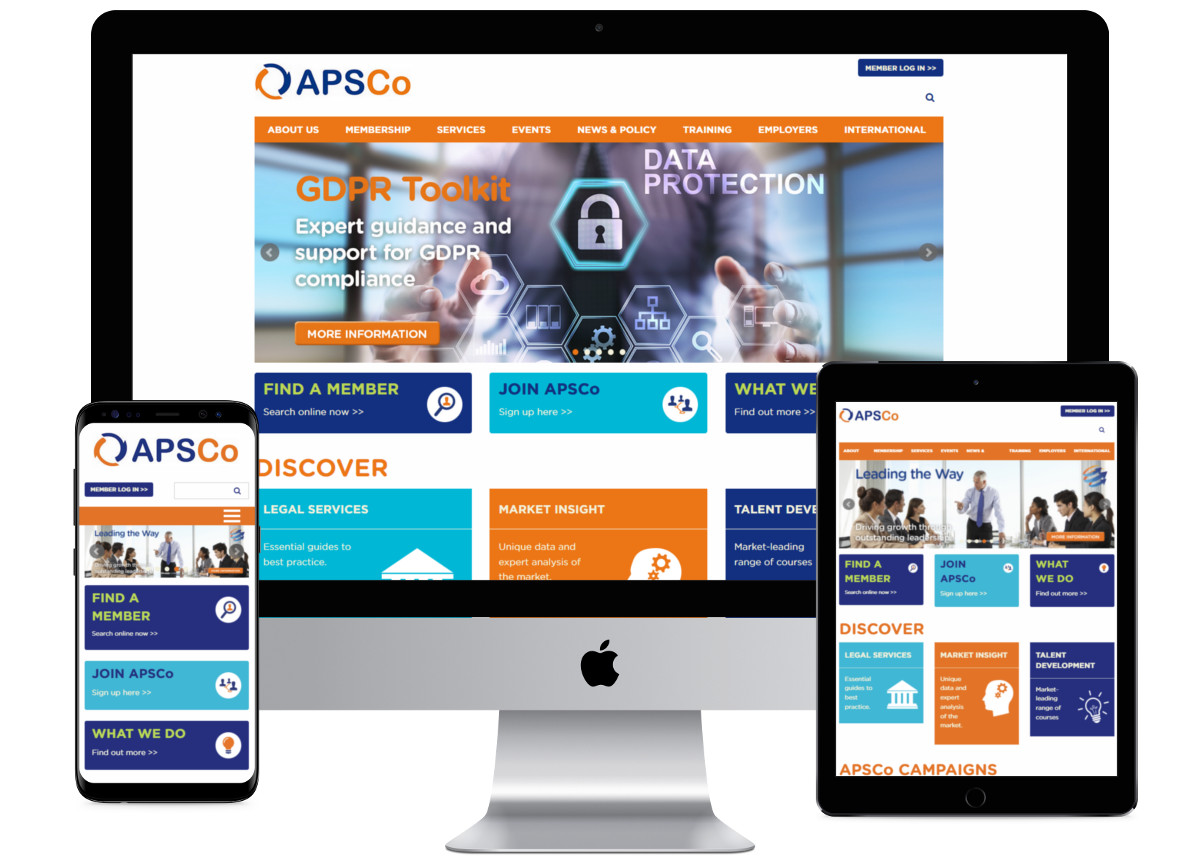 APSCo
MEMBER LOG IN >>
ABOUT US MEMBERSHIP SERVICES EVENTS NEWS & POLICY TRAINING EMPLOYERS INTERNATIONAL
DATA
PROTECTION
GDPR Toolkit
Expert guidance and
support for GDPR
compliance
MORE INFORMATION
FIND A MEMBER
Search online now >>
JOIN APSCo
Sign up here >>
WHAT WE
Find out more >>
DISCOVER
LEGAL SERVICES
Essential guides to
best practice.
MARKET INSIGHT
Unique data and
expert analysis of
the market.
TALENT DEVE
Market-leading
range of courses
APSCo
MEMBER LOG IN >>
Leading the Way
Driving growth through
outstanding leadership
MORE INFORMATION
FIND A
MEMBER
Search online now >>
JOIN APSCo
Sign up here >>
WHAT WE DO
Find out more >>
APSCo
MEMBER LOG IN >>
ABOUT MEMBERSHIP SERVICES EVENTS NEWS & TRAINING EMPLOYERS INTERNATIONAL
Leading the Way
Driving growth through
outstanding leadership
MORE INFORMATION
FIND A
MEMBER
Search online now >>
JOIN
APSCo
Sign up here >>
WHAT
WE DO
Find out more >>
DISCOVER
LEGAL SERVICES
Essential
guides to
best
practice.
MARKET INSIGHT
Unique
data and
expert
analysis
of the
market.
TALENT
DEVELOPMENT
Market-
leading
range of
courses
APSCo CAMPAIGNS